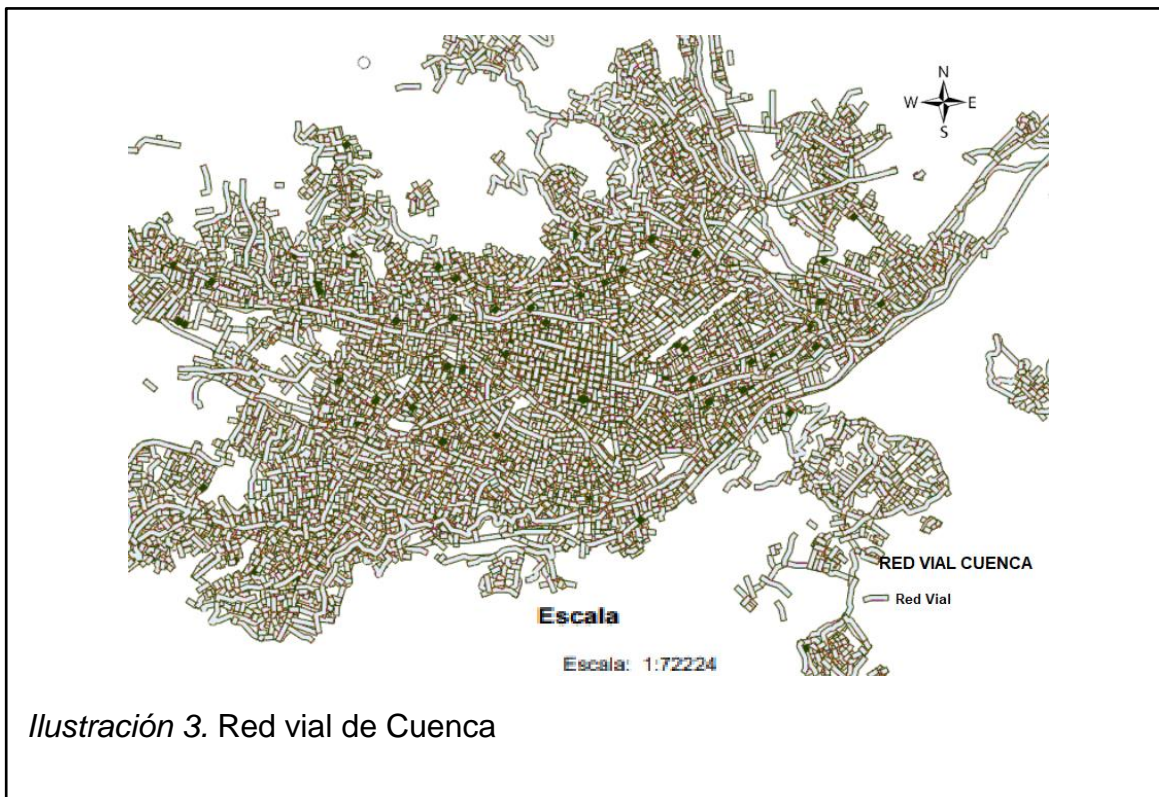 N
W E
S
RED VIAL CUENCA
Red Vial
Escala
Escala: 1:72224
Ilustración 3. Red vial de Cuenca